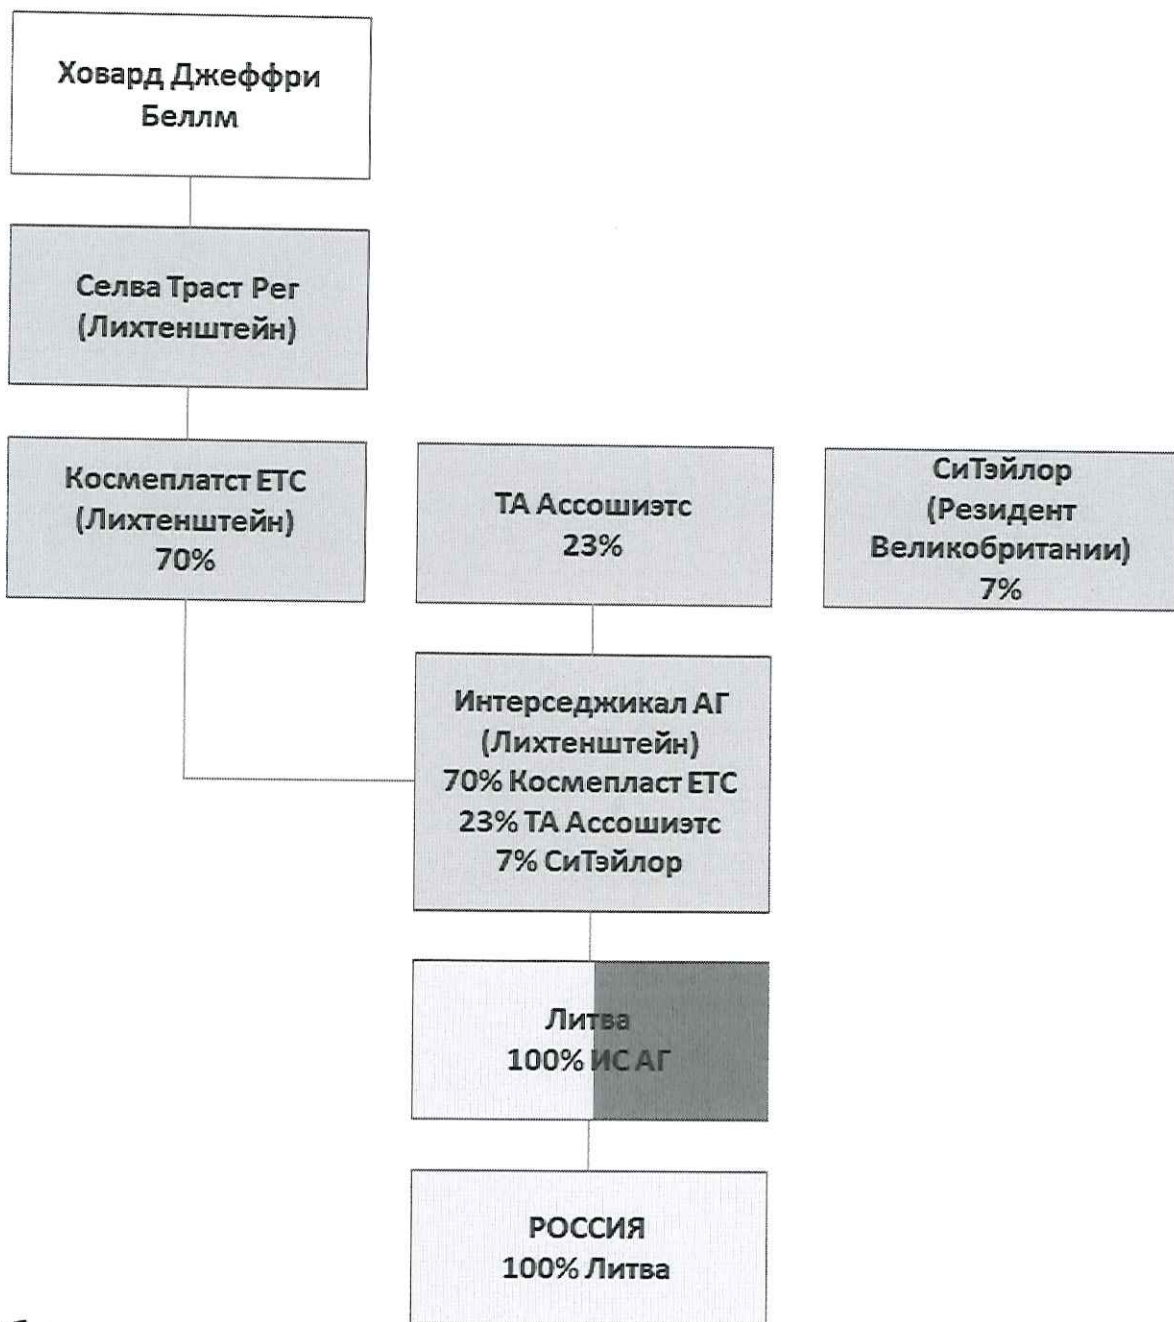 Ховард Джеффри
Беллм
Селва Траст Рег
(Лихтенштейн)
Космеплатст ЕТС
(Лихтенштейн)
70%
ТА Ассошиэтс
23%
СиТэйлор
(Резидент
Великобритании)
7%
Интерседжикал АГ
(Лихтенштейн)
70% Космепласт ЕТС
23% ТА Ассошиэтс
7% СиТэйлор
Литва
100% ИС АГ
РОССИЯ
100% Литва